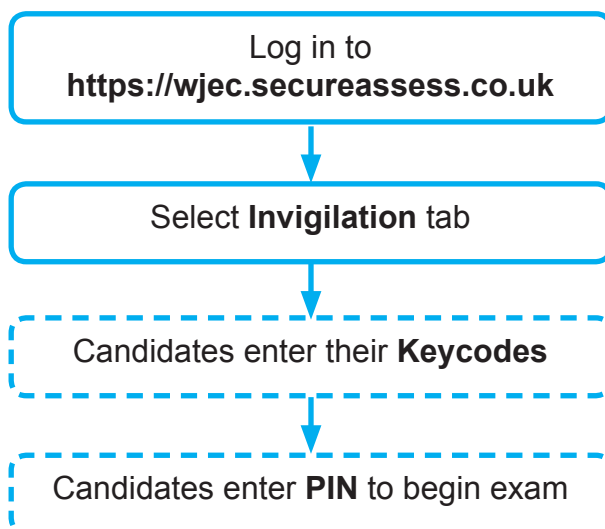 Log in to
https://wjec.secureassess.co.uk
Select Invigilation tab
Candidates enter their Keycodes
Candidates enter PIN to begin exam